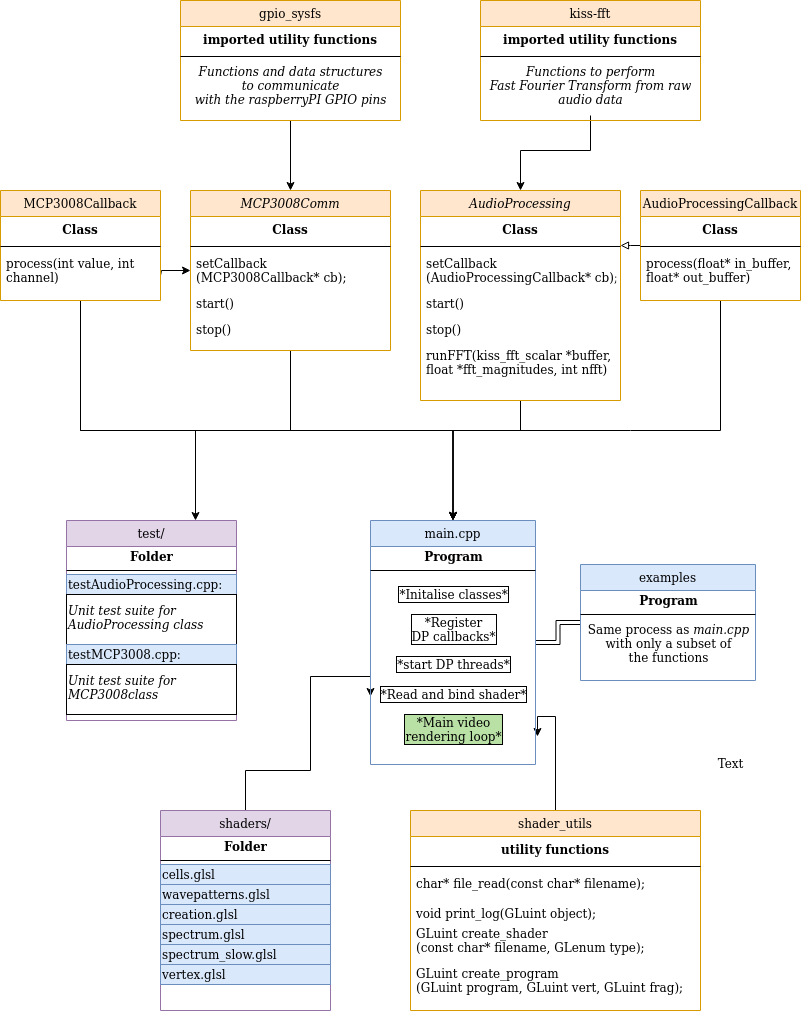 gpio_sysfs
imported utility functions
Functions and data structures
to communicate
with the raspberryPI GPIO pins
kiss-fft
imported utility functions
Functions to perform
Fast Fourier Transform from raw
audio data
MCP3008Callback
Class
process(int value, int
channel)
MCP3008Comm
Class
setCallback
(MCP3008Callback* cb);
start()
stop()
AudioProcessing
Class
setCallback
(AudioProcessingCallback* cb);
start()
stop()
runFFT(kiss_fft_scalar *buffer,
float *fft_magnitudes, int nfft)
AudioProcessingCallback
Class
process(float* in_buffer,
float* out_buffer)
test/
Folder
testAudioProcessing.cpp:
Unit test suite for
AudioProcessing class
testMCP3008.cpp:
Unit test suite for
MCP3008class
main.cpp
Program
*Initalise classes*
*Register
DP callbacks*
*start DP threads*
*Read and bind shader*
*Main video
rendering loop*
examples
Program
Same process as main.cpp
with only a subset of
the functions
Text
shaders/
Folder
cells.glsl
wavepatterns.glsl
creation.glsl
spectrum.glsl
spectrum_slow.glsl
vertex.glsl
shader_utils
utility functions
char* file_read(const char* filename);
void print_log(GLuint object);
GLuint create_shader
(const char* filename, GLenum type);
GLuint create_program
(GLuint program, GLuint vert, GLuint frag);